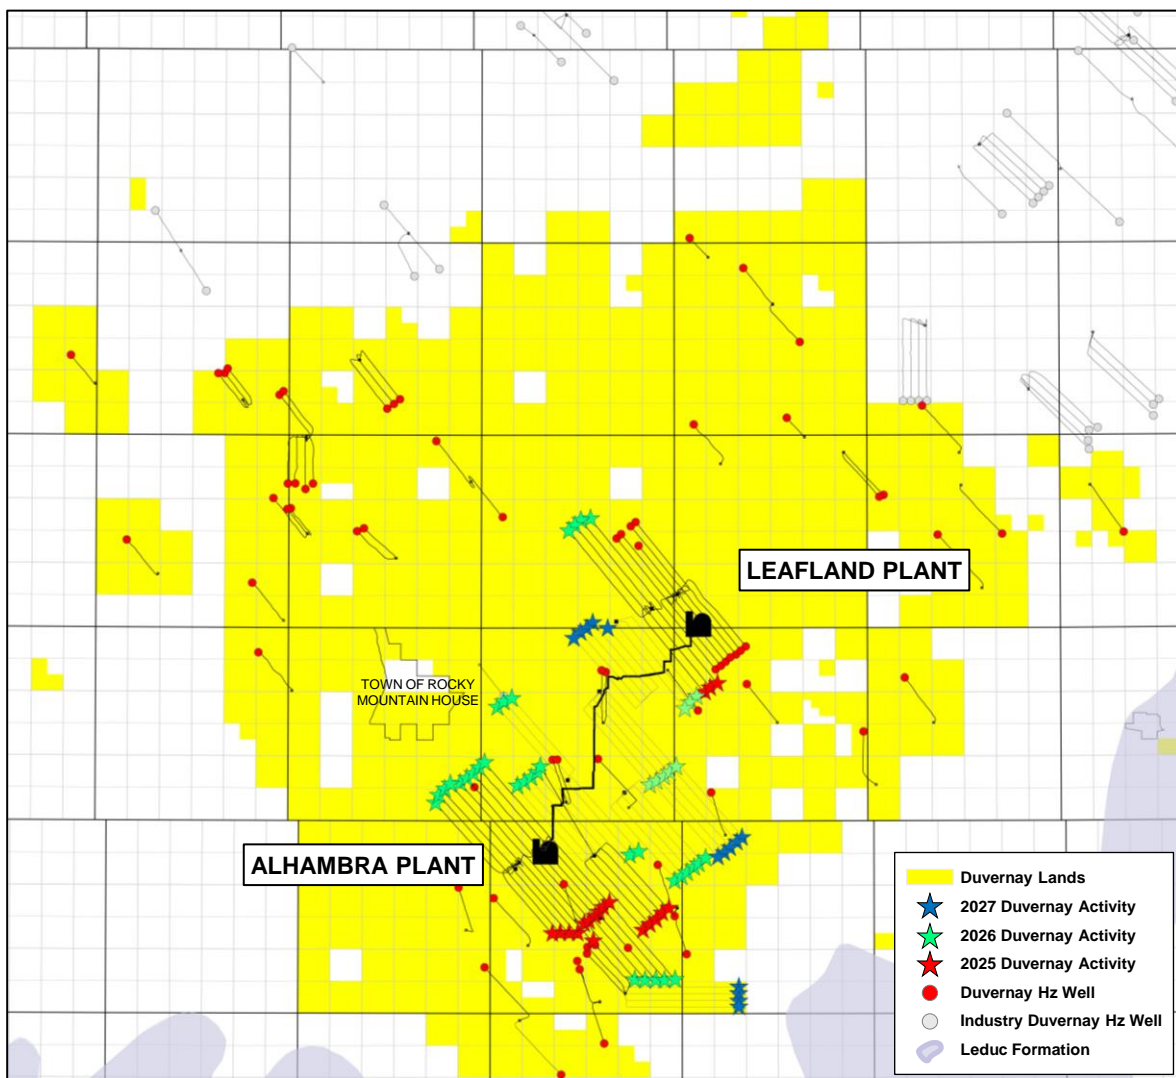 LEAFLAND PLANT
TOWN OF ROCKY
MOUNTAIN HOUSE
ALHAMBRA PLANT
Duvernay Lands
2027 Duvernay Activity
2026 Duvernay Activity
2025 Duvernay Activity
Duvernay Hz Well
Industry Duvernay Hz Well
Leduc Formation